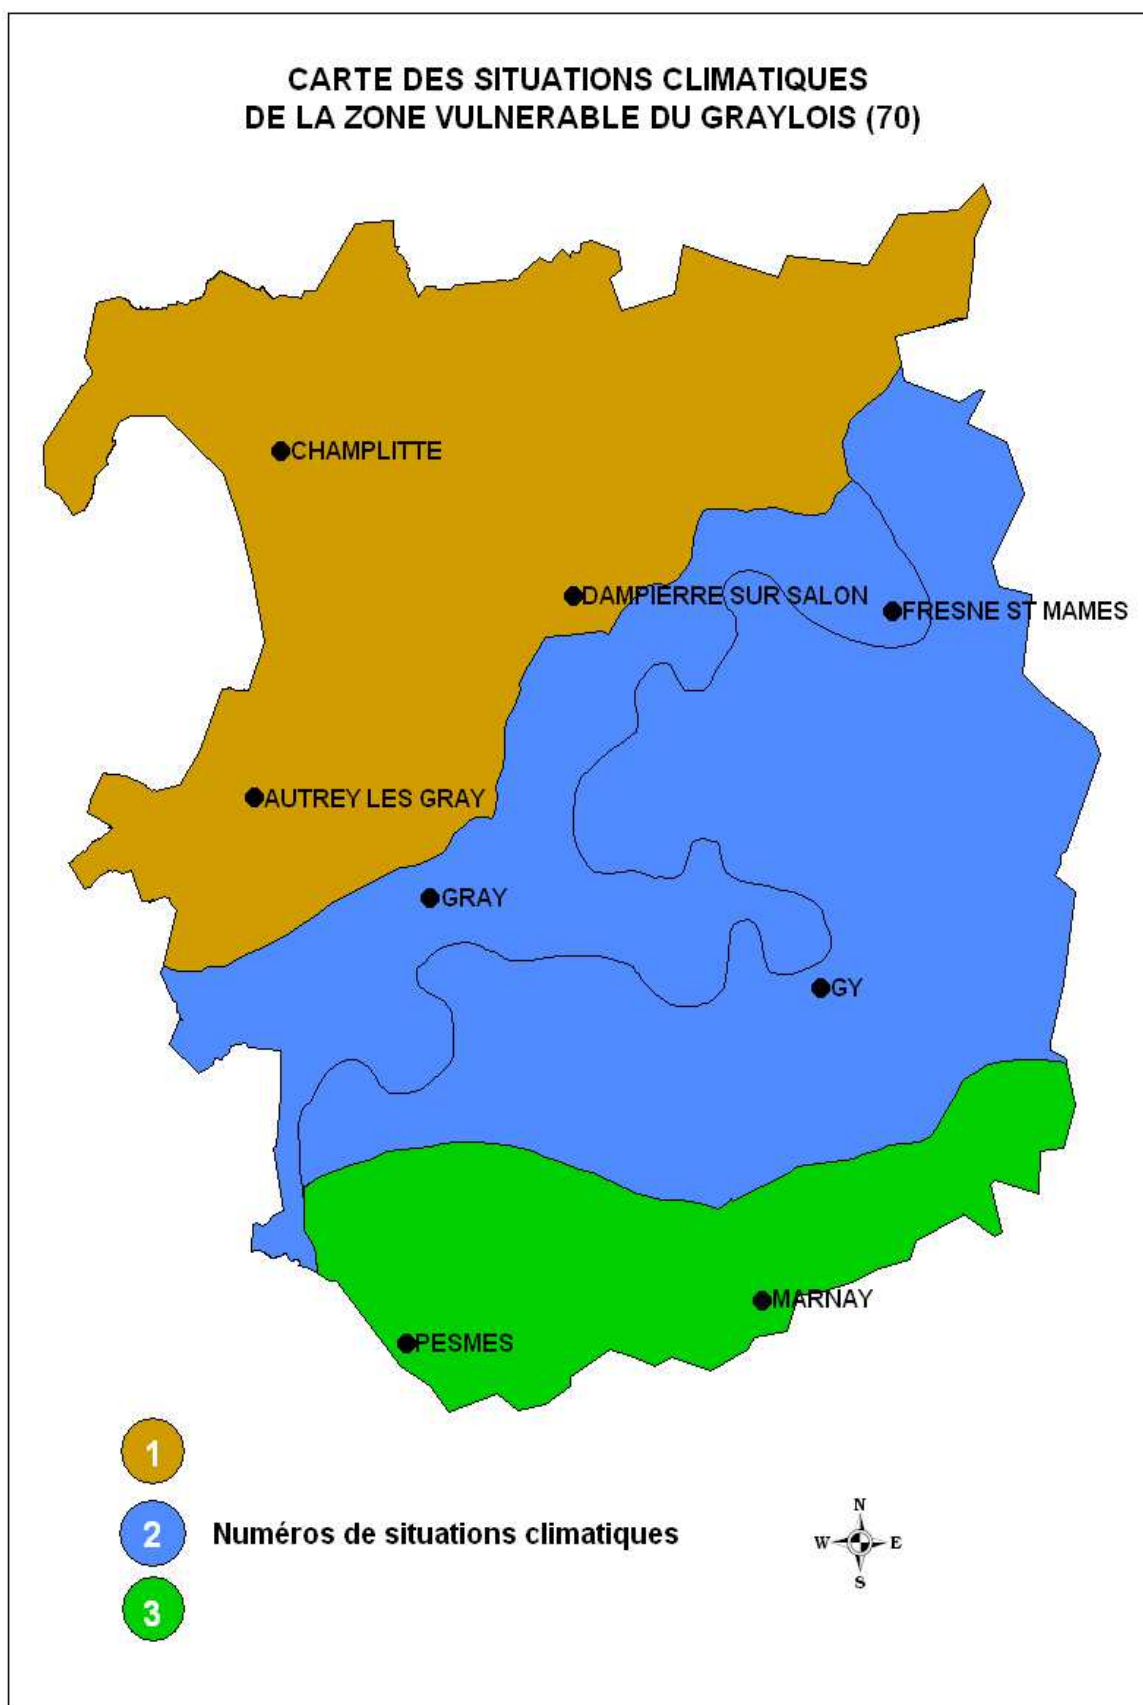 CARTE DES SITUATIONS CLIMATIQUES
DE LA ZONE VULNERABLE DU GRAYLOIS (70)
CHAMPLITTE
DAMPIERRE SUR SALON
FRESNE ST MAMES
AUTREY LES GRAY
GRAY
GY
MARNAY
PESMES
1
2 Numéros de situations climatiques
3
N
W E
S